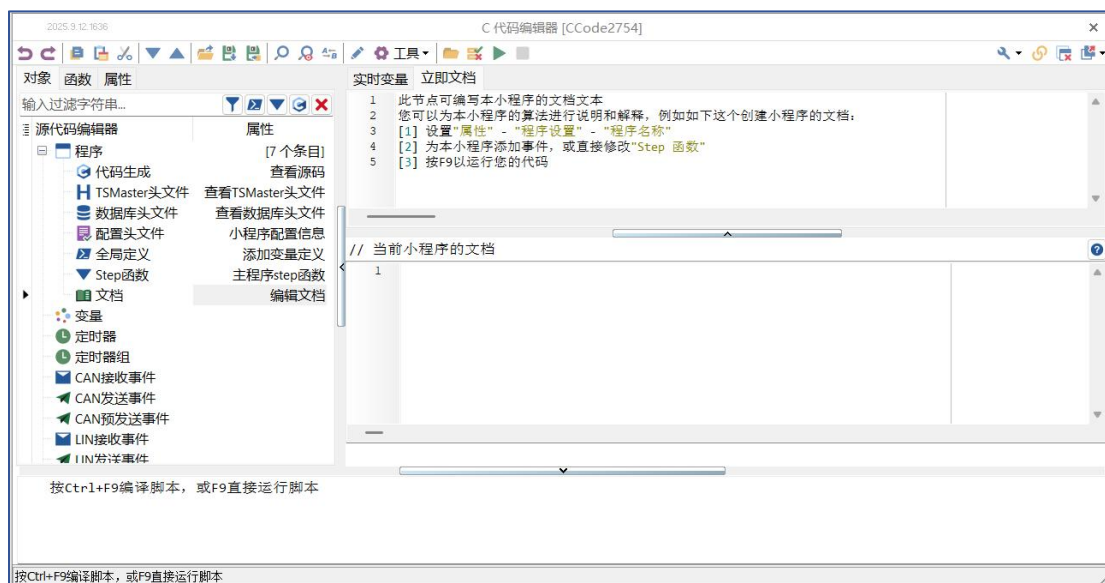 2025.9.12.1636
C 代码编辑器 [CCode2754]
工具
对象 函数 属性
实时变量 立即文档
输入过滤字符串...
源代码编辑器 属性
程序 [7 个条目]
代码生成 查看源码
TSMaster头文件 查看TSMaster头文件
数据库头文件 查看数据库头文件
配置头文件 小程序配置信息
全局定义 添加变量定义
Step函数 主程序step函数
文档 编辑文档
变量
定时器
定时器组
CAN接收事件
CAN发送事件
CAN预发送事件
LIN接收事件
LIN发送事件
1 此节点可编写本小程序的文档文本
2 您可以为本小程序的算法进行说明和解释，例如如下这个创建小程序的文档：
3 [1] 设置"属性" - "程序设置" - "程序名称"
4 [2] 为本小程序添加事件，或直接修改"Step 函数"
5 [3] 按F9以运行您的代码
// 当前小程序的文档
1
按Ctrl+F9编译脚本，或F9直接运行脚本
按Ctrl+F9编译脚本，或F9直接运行脚本